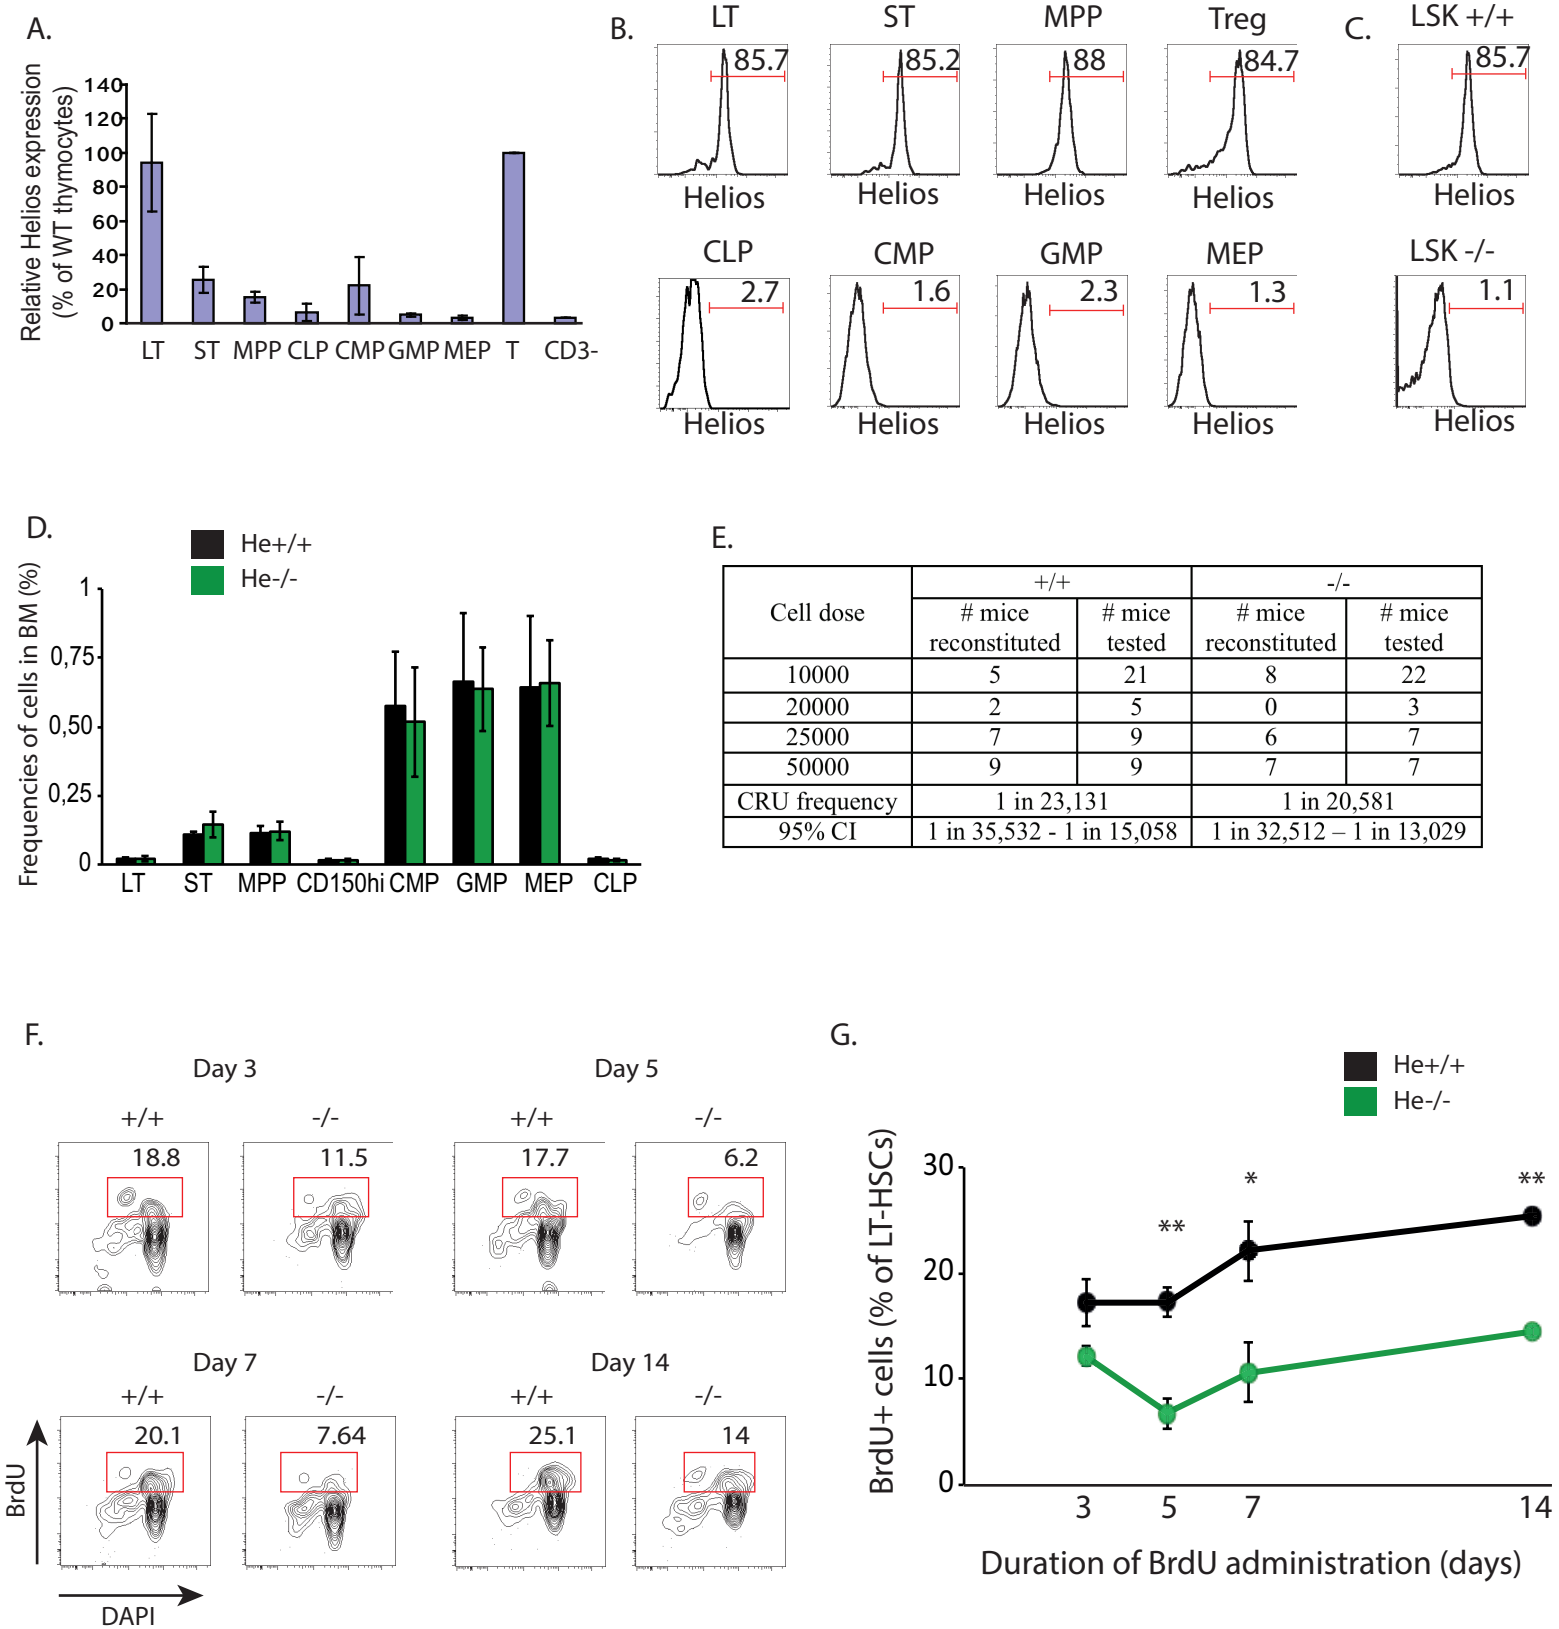 A.
Relative Helios expression
(% of WT thymocytes)
140
120
100
80
60
40
20
0
LT ST MPP CLP CMP GMP MEP T CD3-
B.
LT ST MPP Treg
85.7 85.2 88 84.7
Helios Helios Helios Helios
CLP CMP GMP MEP
2.7 1.6 2.3 1.3
Helios Helios Helios Helios
C.
LSK +/+
85.7
Helios
LSK -/-
1.1
Helios
D.
He+/+
He-/-
Frequencies of cells in BM (%)
1
0,75
0,50
0,25
0
LT ST MPP CD150hi CMP GMP MEP CLP
E.
Cell dose +/+ -/-
# mice reconstituted # mice tested # mice reconstituted # mice tested
10000 5 21 8 22
20000 2 5 0 3
25000 7 9 6 7
50000 9 9 7 7
CRU frequency 1 in 23,131 1 in 20,581
95% CI 1 in 35,532 - 1 in 15,058 1 in 32,512 – 1 in 13,029
F.
Day 3 Day 5
+/+ -/- +/+ -/-
18.8 11.5 17.7 6.2
Day 7 Day 14
+/+ -/- +/+ -/-
20.1 7.64 25.1 14
BrdU
DAPI
G.
He+/+
He-/-
BrdU+ cells (% of LT-HSCs)
30
20
10
0
** * **
3 5 7 14
Duration of BrdU administration (days)